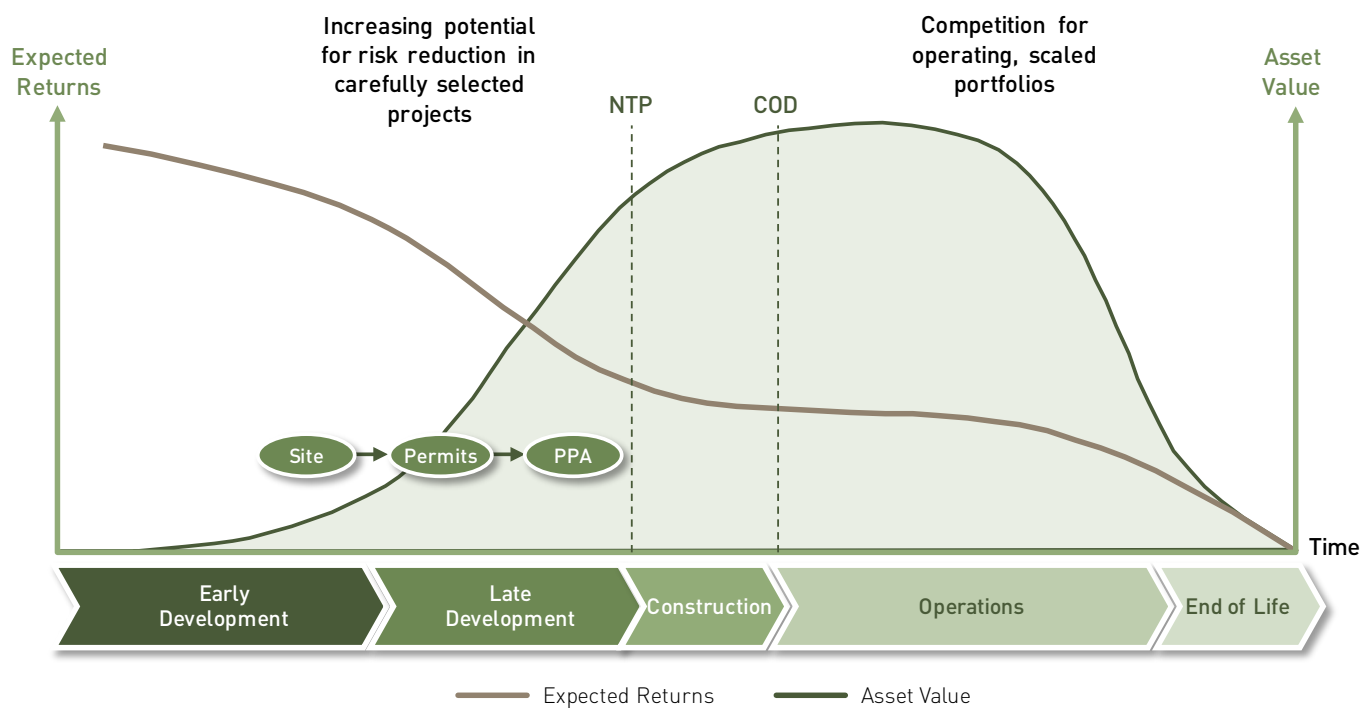 Increasing potential
for risk reduction in
carefully selected
projects
Competition for
operating, scaled
portfolios
Expected
Returns
Asset
Value
NTP
COD
Site
Permits
PPA
Time
Early
Development
Late
Development
Construction
Operations
End of Life
Expected Returns
Asset Value